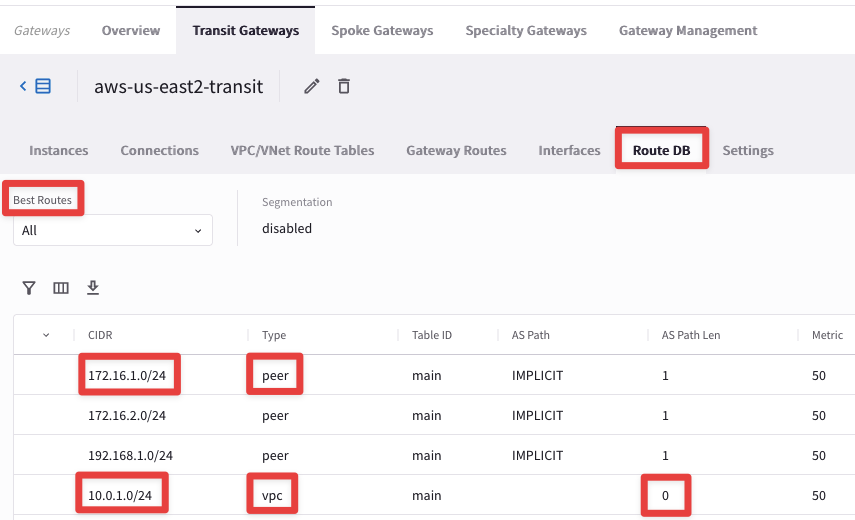 Gateways Overview Transit Gateways Spoke Gateways Specialty Gateways Gateway Management
aws-us-east2-transit
Instances Connections VPC/VNet Route Tables Gateway Routes Interfaces Route DB Settings
Best Routes Segmentation
All disabled
CIDR Type Table ID AS Path AS Path Len Metric
172.16.1.0/24 peer main IMPLICIT 1 50
172.16.2.0/24 peer main IMPLICIT 1 50
192.168.1.0/24 peer main IMPLICIT 1 50
10.0.1.0/24 vpc main 0 50